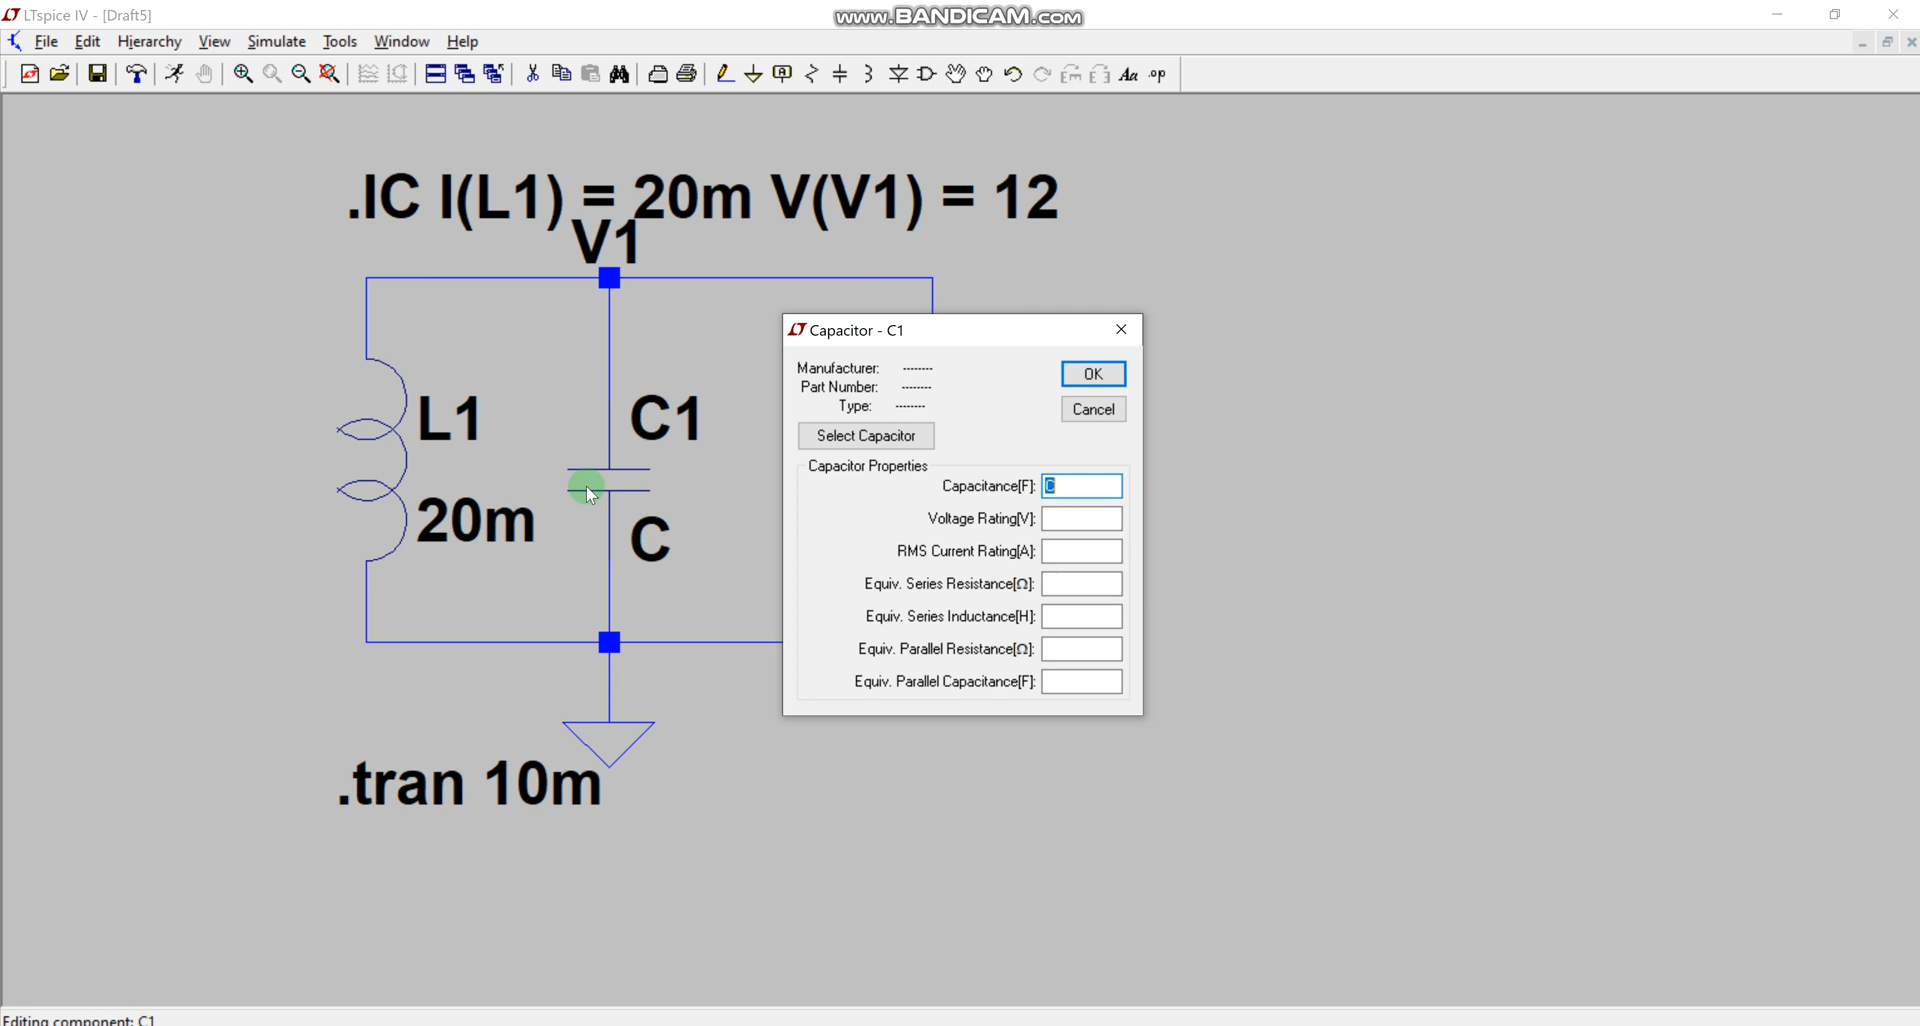 LTspice IV - [Draft5]
www.BANDICAM.com
File Edit Hierarchy View Simulate Tools Window Help
Aa .op
.IC I(L1) = 20m V(V1) = 12
V1
L1
20m
C1
C
.tran 10m
Capacitor - C1
Manufacturer: --------
Part Number: --------
Type: --------
OK
Cancel
Select Capacitor
Capacitor Properties
Capacitance[F]: C
Voltage Rating[V]:
RMS Current Rating[A]:
Equiv. Series Resistance[Ω]:
Equiv. Series Inductance[H]:
Equiv. Parallel Resistance[Ω]:
Equiv. Parallel Capacitance[F]:
Editing component: C1